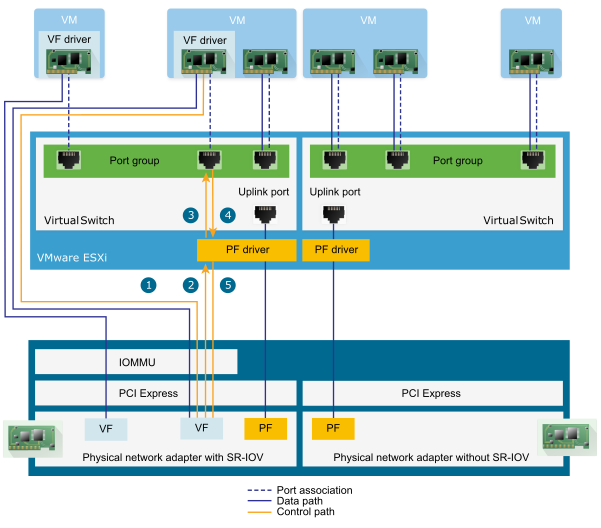 VM
VM
VM
VM
VF driver
VF driver
Port group
Port group
Uplink port
Uplink port
Virtual Switch
3
4
Virtual Switch
PF driver
PF driver
VMware ESXi
1
2
5
IOMMU
PCI Express
PCI Express
VF
VF
PF
PF
Physical network adapter with SR-IOV
Physical network adapter without SR-IOV
Port association
Data path
Control path